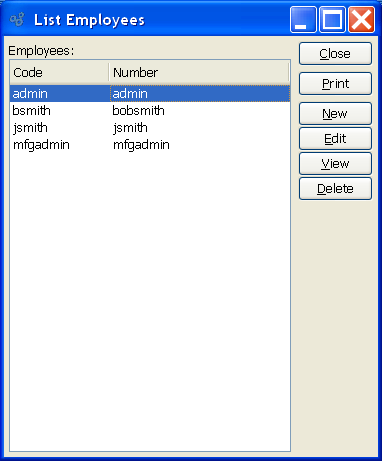 List Employees
Employees:
Code Number
admin admin
bsmith bobsmith
jsmith jsmith
mfgadmin mfgadmin
Close
Print
New
Edit
View
Delete